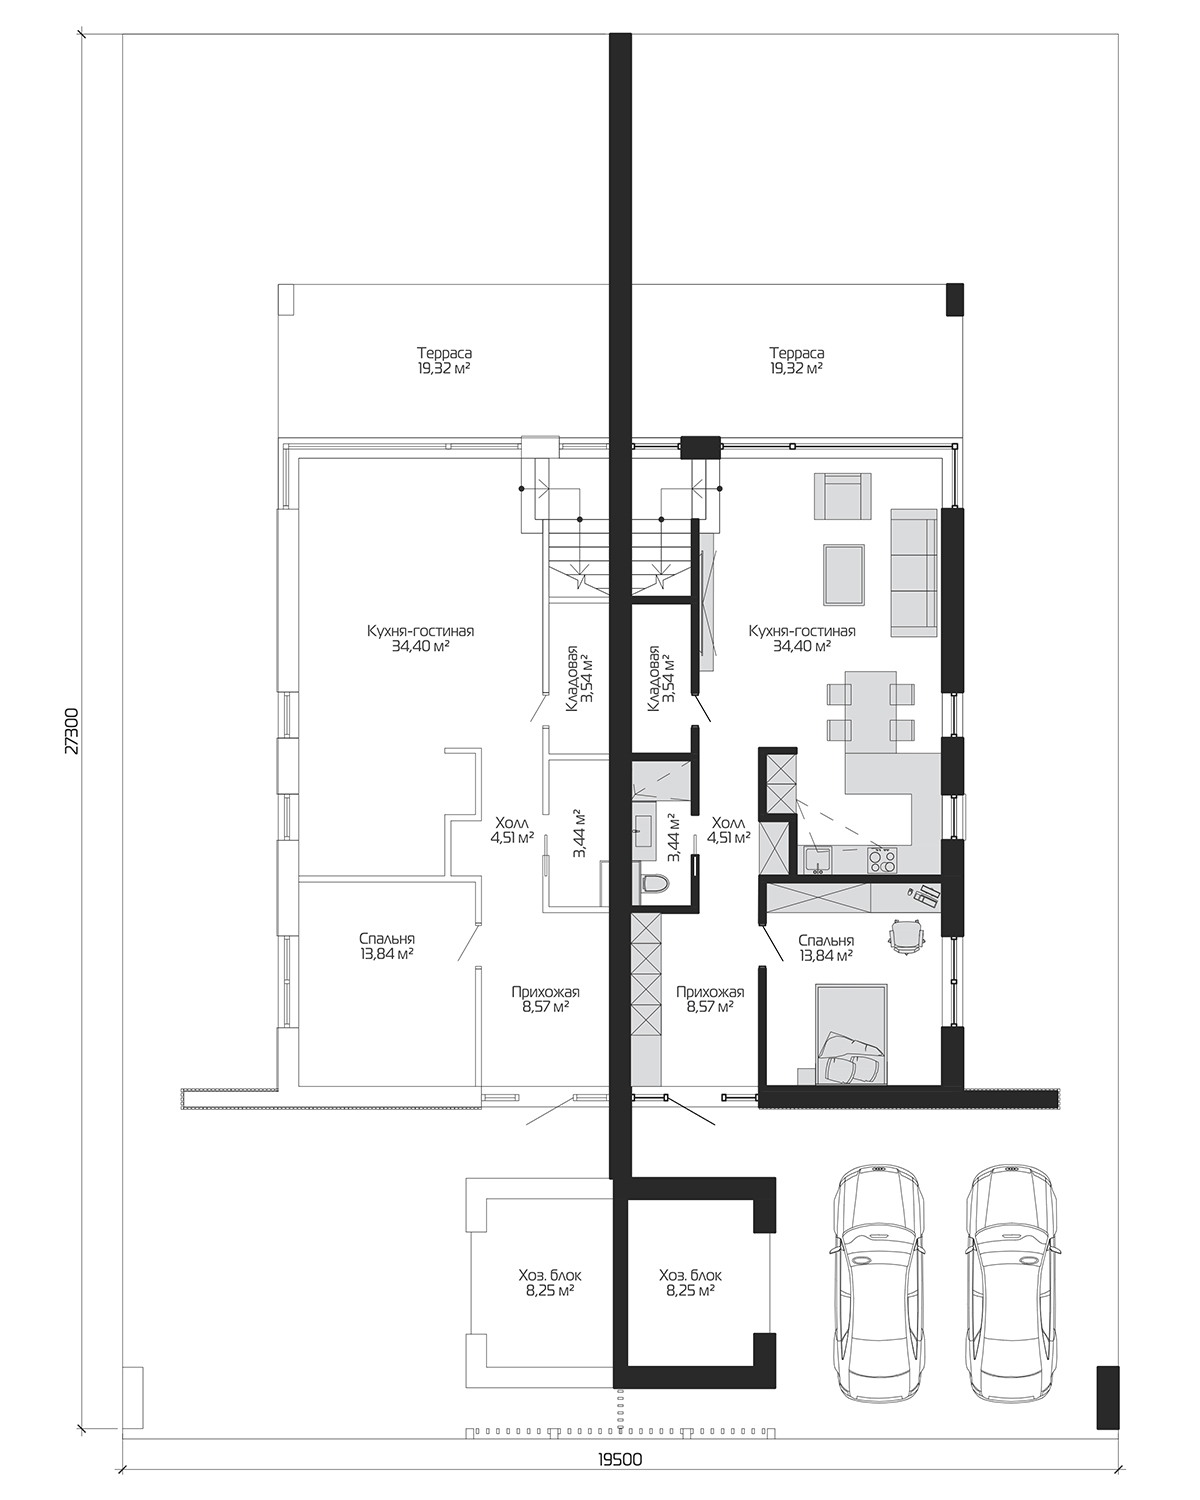 Терраса
19,32 м²
Терраса
19,32 м²
Кухня-гостиная
34,40 м²
Кухня-гостиная
34,40 м²
Кладовая
3,54 м²
Кладовая
3,54 м²
27300
Холл
4,51 м²
3,44 м²
3,44 м²
Холл
4,51 м²
Спальня
13,84 м²
Спальня
13,84 м²
Прихожая
8,57 м²
Прихожая
8,57 м²
Хоз. блок
8,25 м²
Хоз. блок
8,25 м²
19500